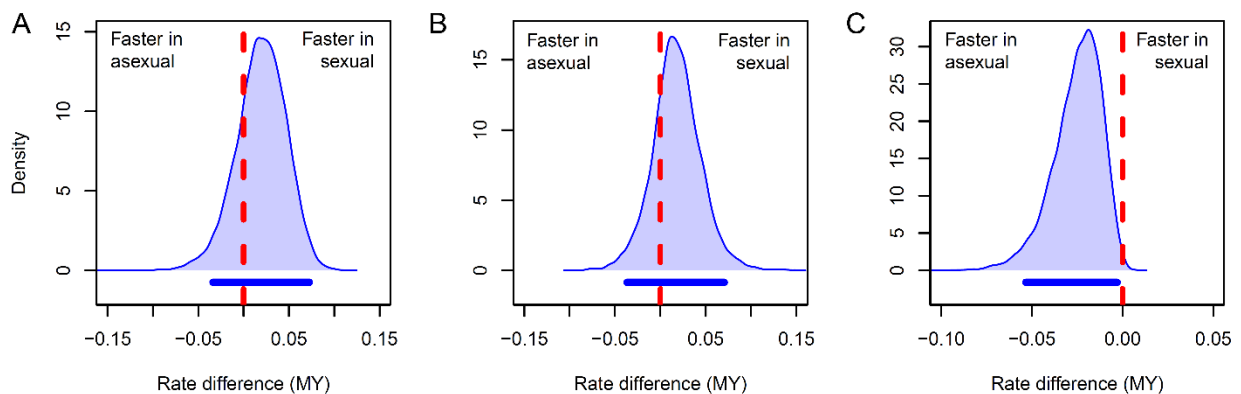 A
Faster in
asexual
Faster in
sexual
Density
15
10
5
0
−0.15
−0.05
0.05
0.15
Rate difference (MY)
B
Faster in
asexual
Faster in
sexual
15
10
5
0
−0.15
−0.05
0.05
0.15
Rate difference (MY)
C
Faster in
asexual
Faster in
sexual
30
25
20
15
10
5
0
−0.10
−0.05
0.00
0.05
Rate difference (MY)